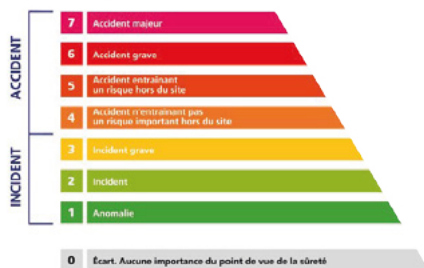 ACCIDENT
7 Accident majeur
6 Accident grave
5 Accident entrainant
un risque hors du site
4 Accident n'entrainant pas
un risque important hors du site
INCIDENT
3 Incident grave
2 Incident
1 Anomalie
0 Écart. Aucune importance du point de vue de la sûreté